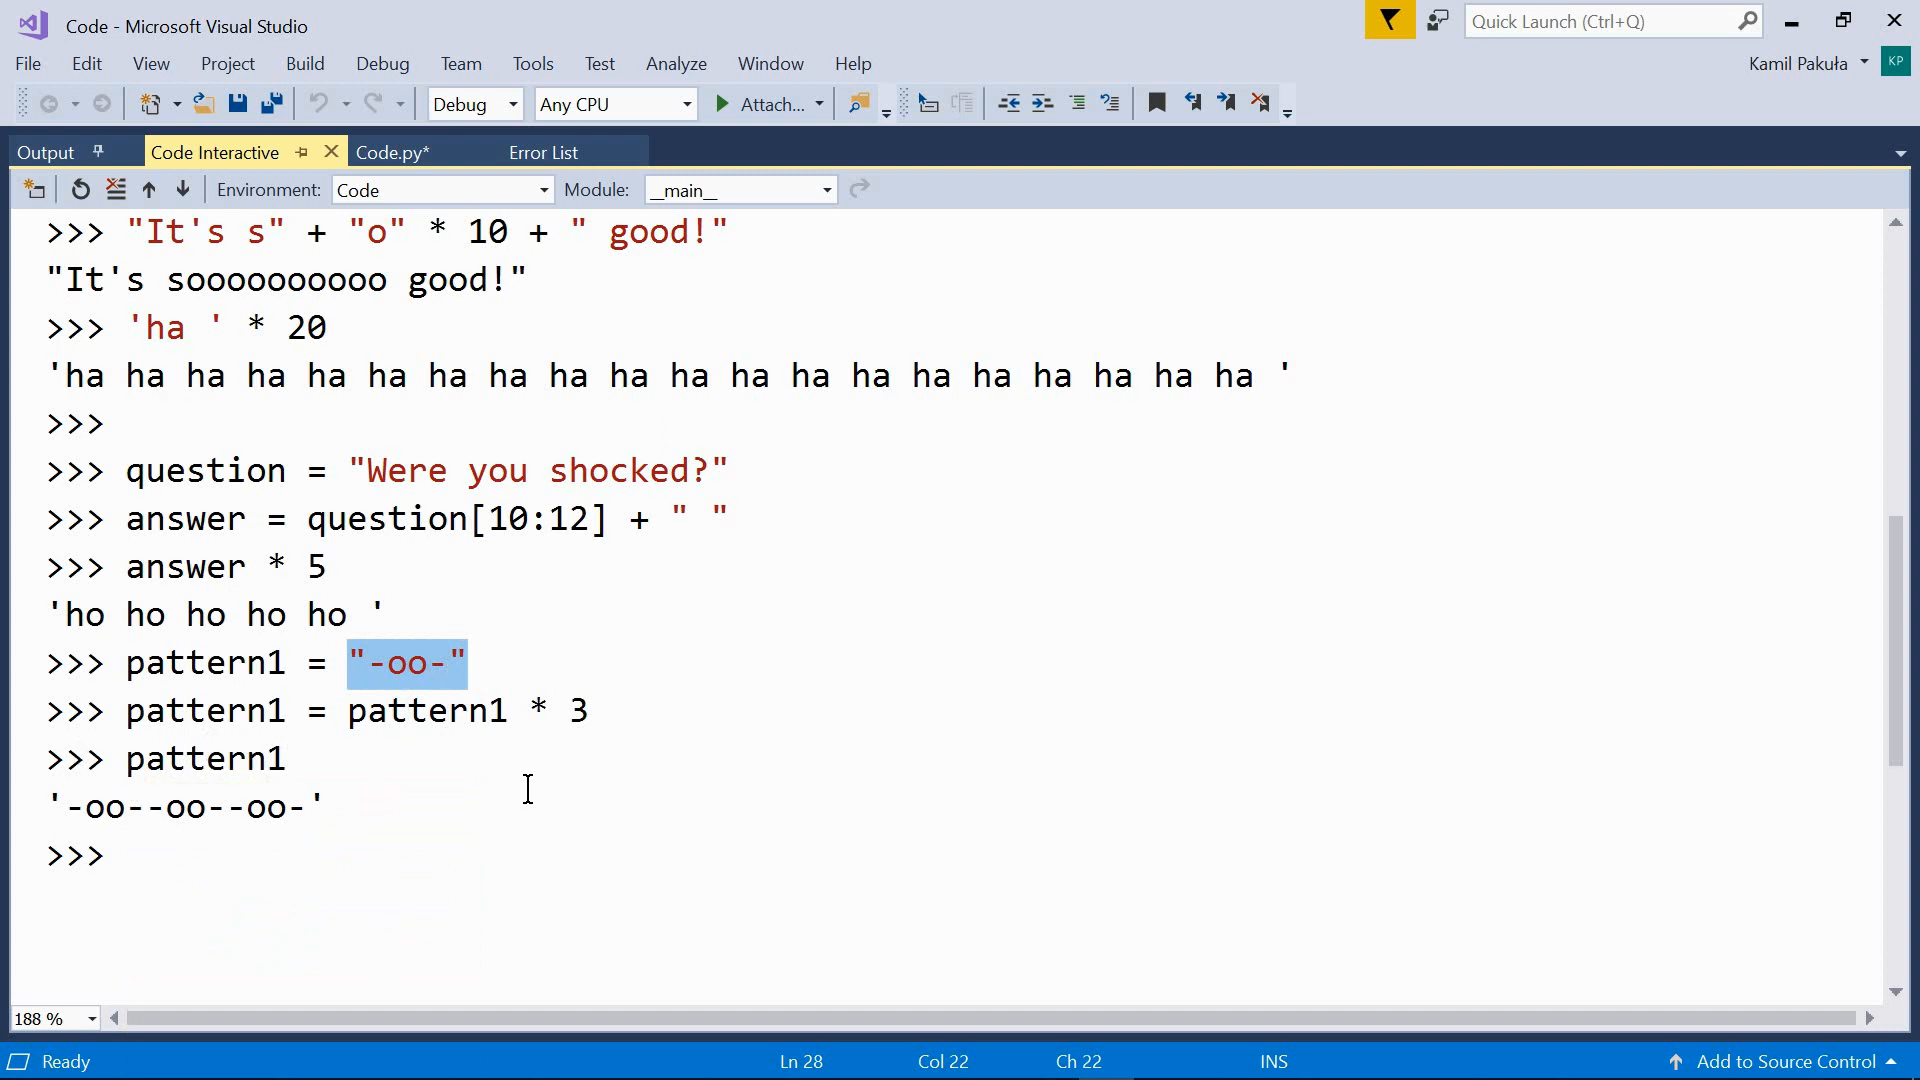 Code - Microsoft Visual Studio
Quick Launch (Ctrl+Q)
File Edit View Project Build Debug Team Tools Test Analyze Window Help
Kamil Pakuła KP
Debug Any CPU Attach...
Output Code Interactive Code.py* Error List
Environment: Code Module: __main__
>>> "It's s" + "o" * 10 + " good!"
"It's soooooooooo good!"
>>> 'ha ' * 20
'ha ha ha ha ha ha ha ha ha ha ha ha ha ha ha ha ha ha ha ha '
>>>
>>> question = "Were you shocked?"
>>> answer = question[10:12] + " "
>>> answer * 5
'ho ho ho ho ho '
>>> pattern1 = "-oo-"
>>> pattern1 = pattern1 * 3
>>> pattern1
'-oo--oo--oo-'
>>>
188 %
Ready Ln 28 Col 22 Ch 22 INS Add to Source Control